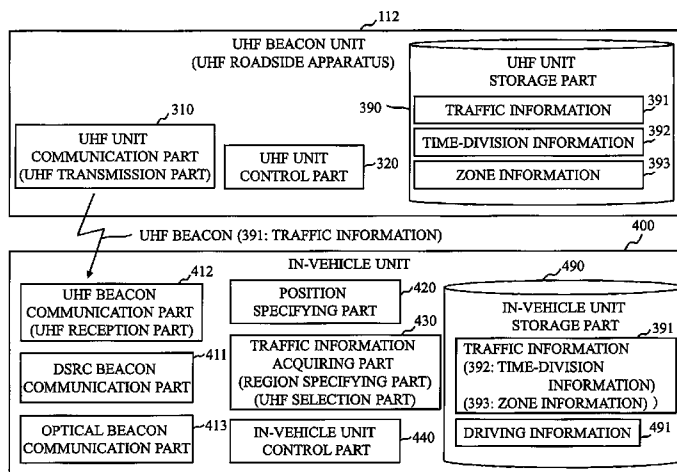 112
UHF BEACON UNIT
(UHF ROADSIDE APPARATUS)
UHF UNIT
STORAGE PART
390
TRAFFIC INFORMATION
391
TIME-DIVISION INFORMATION
392
ZONE INFORMATION
393
310
UHF UNIT
COMMUNICATION PART
(UHF TRANSMISSION PART)
UHF UNIT
CONTROL PART
320
UHF BEACON (391: TRAFFIC INFORMATION)
400
IN-VEHICLE UNIT
412
UHF BEACON
COMMUNICATION PART
(UHF RECEPTION PART)
DSRC BEACON
COMMUNICATION PART
411
OPTICAL BEACON
COMMUNICATION PART
413
POSITION
SPECIFYING PART
420
430
TRAFFIC INFORMATION
ACQUIRING PART
(REGION SPECIFYING PART)
(UHF SELECTION PART)
IN-VEHICLE UNIT
CONTROL PART
440
490
IN-VEHICLE UNIT
STORAGE PART
391
TRAFFIC INFORMATION
(392: TIME-DIVISION
INFORMATION)
(393: ZONE INFORMATION) )
DRIVING INFORMATION
491